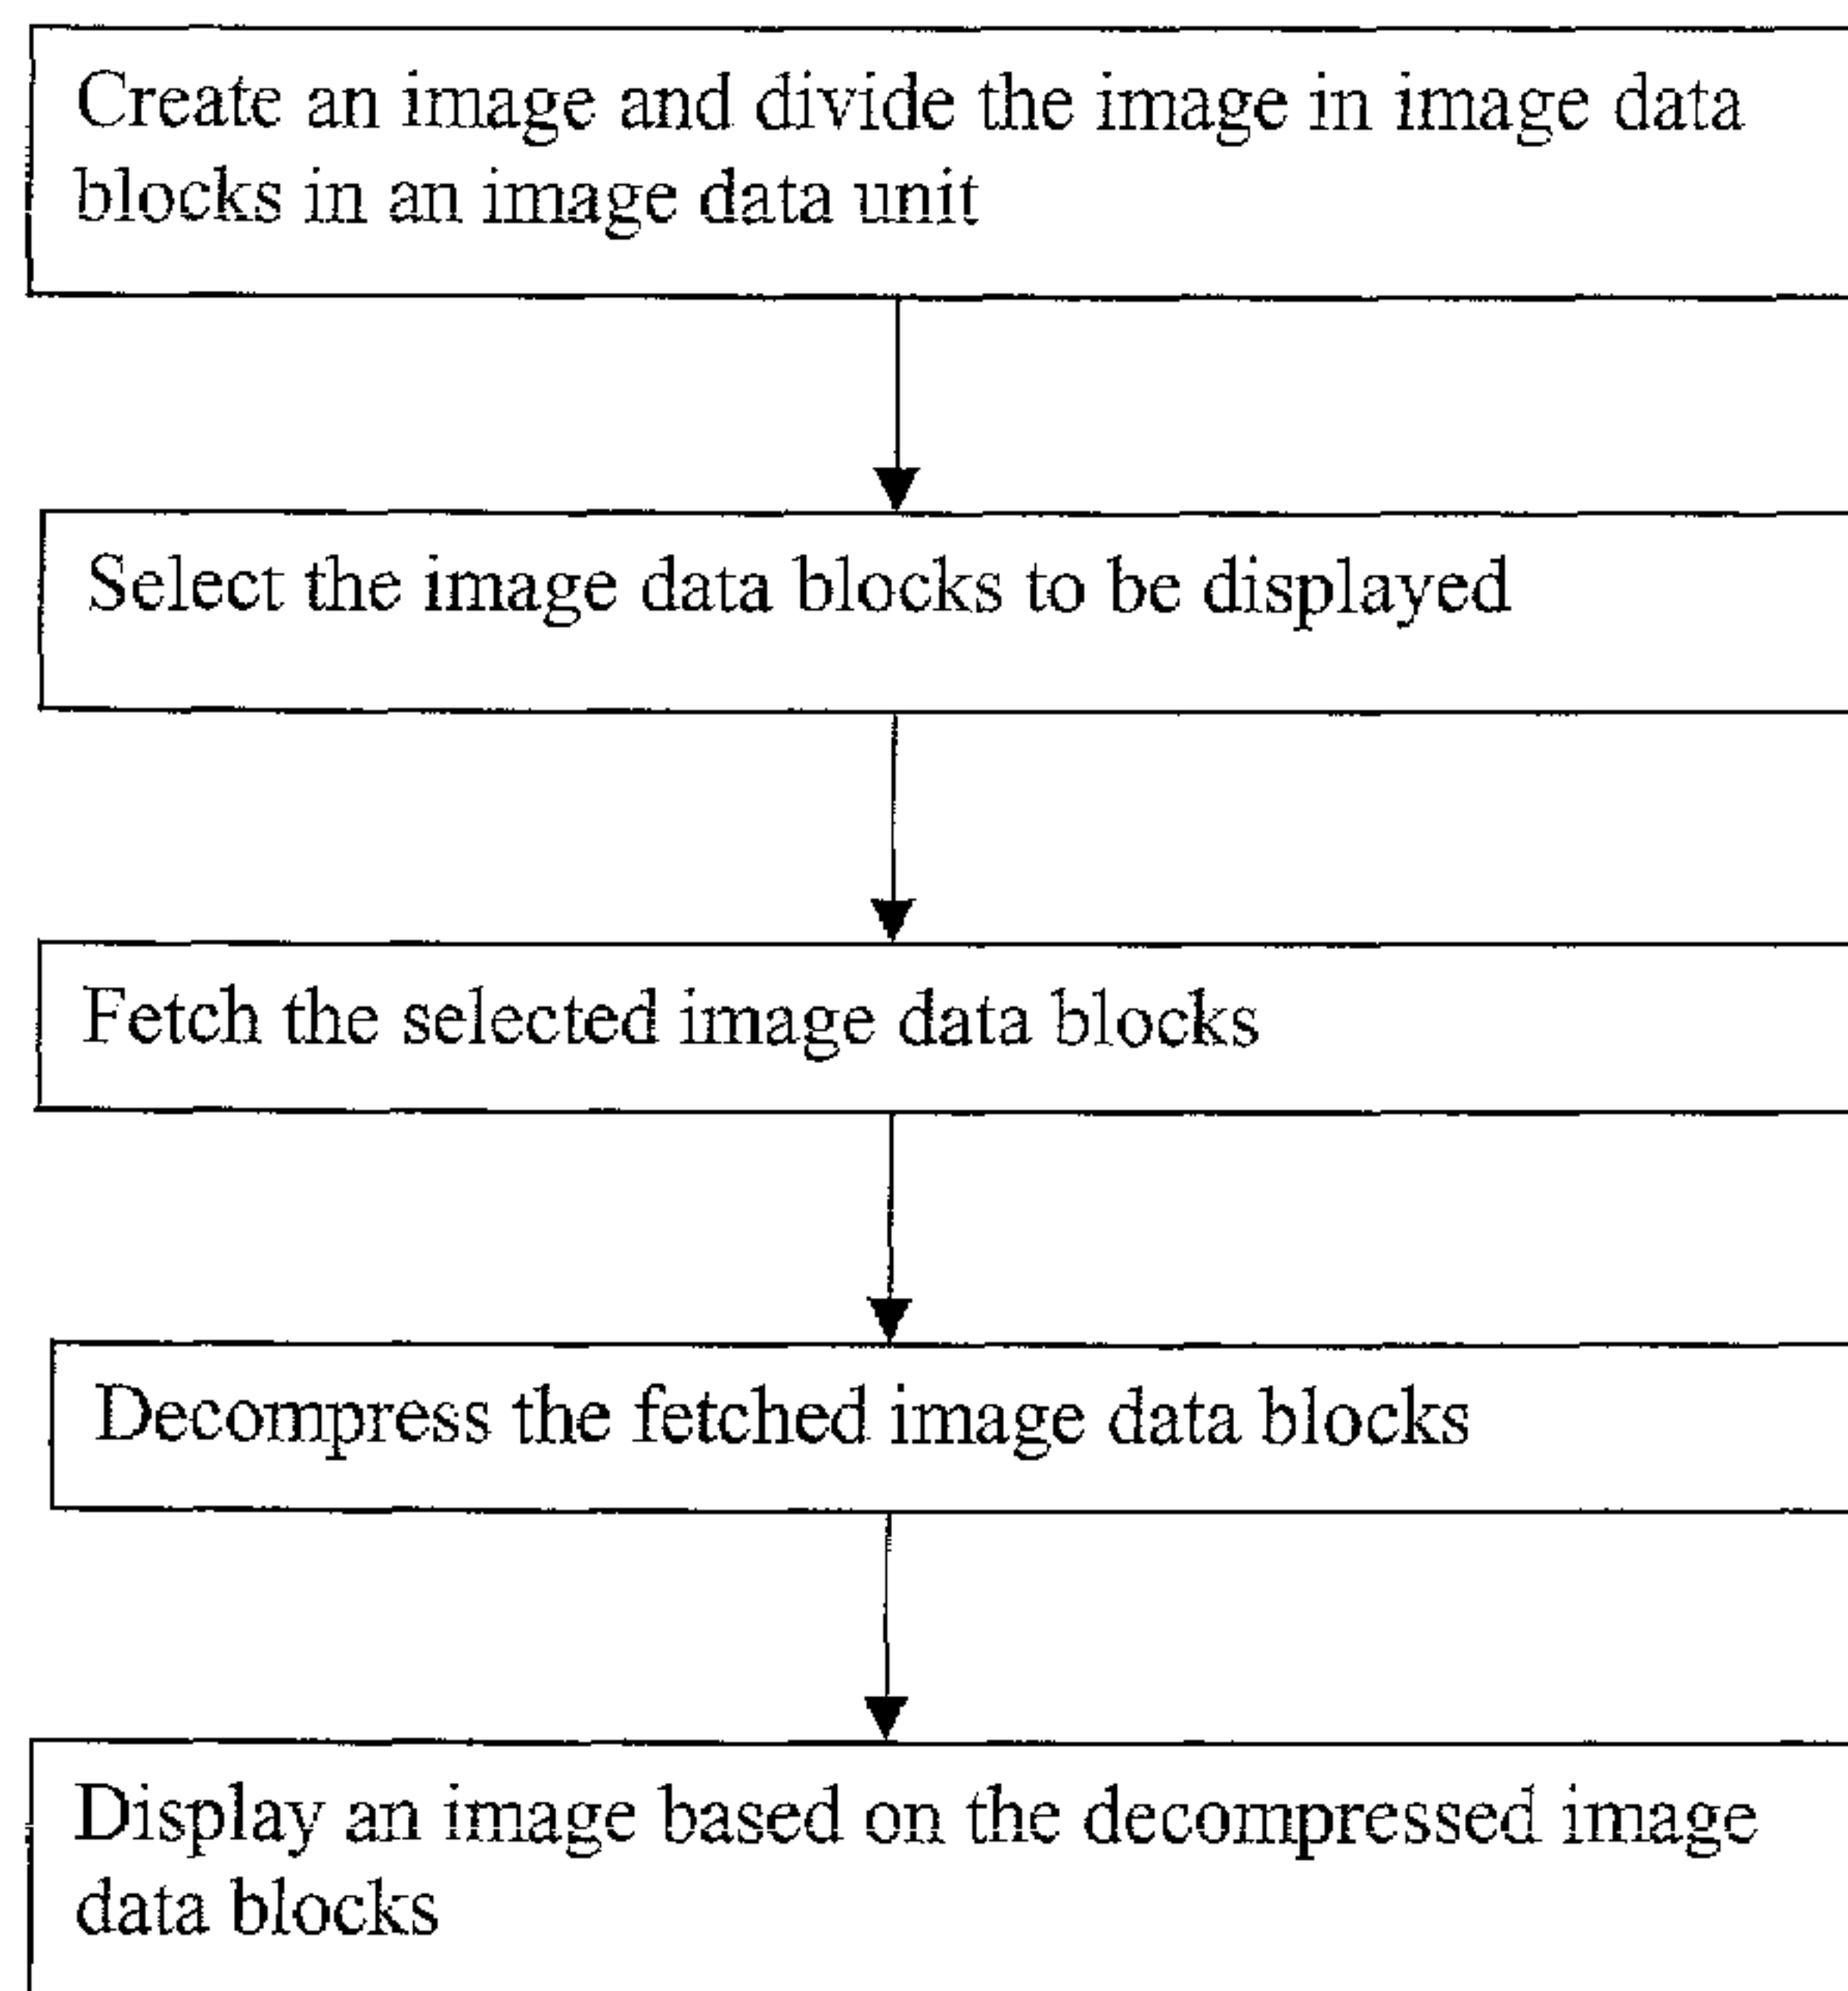 Create an image and divide the image in image data
blocks in an image data unit
Select the image data blocks to be displayed
Fetch the selected image data blocks
Decompress the fetched image data blocks
Display an image based on the decompressed image
data blocks